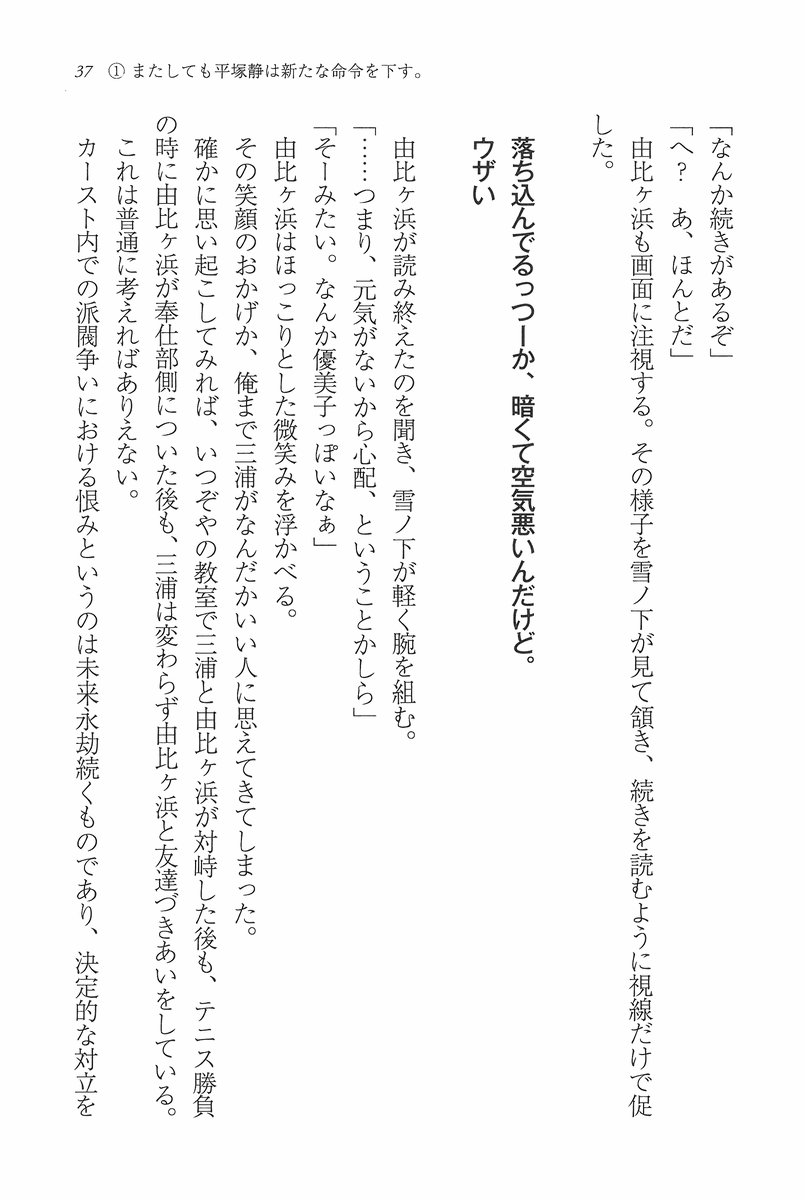 37 ① またしても平塚静は新たな命令を下す。
「なんか続きがあるぞ」
「へ？　あ、ほんとだ」
　由比ヶ浜も画面に注視する。その様子を雪ノ下が見て頷き、続きを読むように視線だけで促
した。
落ち込んでるっつーか、暗くて空気悪いんだけど。
ウザい
　由比ヶ浜が読み終えたのを聞き、雪ノ下が軽く腕を組む。
「……つまり、元気がないから心配、ということかしら」
「そーみたい。なんか優美子っぽいなぁ」
　由比ヶ浜はほっこりとした微笑みを浮かべる。
　その笑顔のおかげか、俺まで三浦がなんだかいい人に思えてきてしまった。
　確かに思い起こしてみれば、いつぞやの教室で三浦と由比ヶ浜が対峙した後も、テニス勝負
の時に由比ヶ浜が奉仕部側についた後も、三浦は変わらず由比ヶ浜と友達づきあいをしている。
これは普通に考えればありえない。
　カースト内での派閥争いにおける恨みというのは未来永劫続くものであり、決定的な対立を